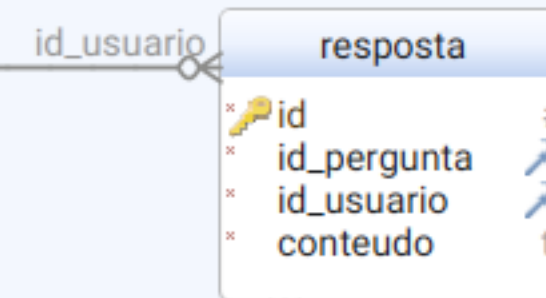 id_usuario
resposta
id
id_pergunta
id_usuario
conteudo